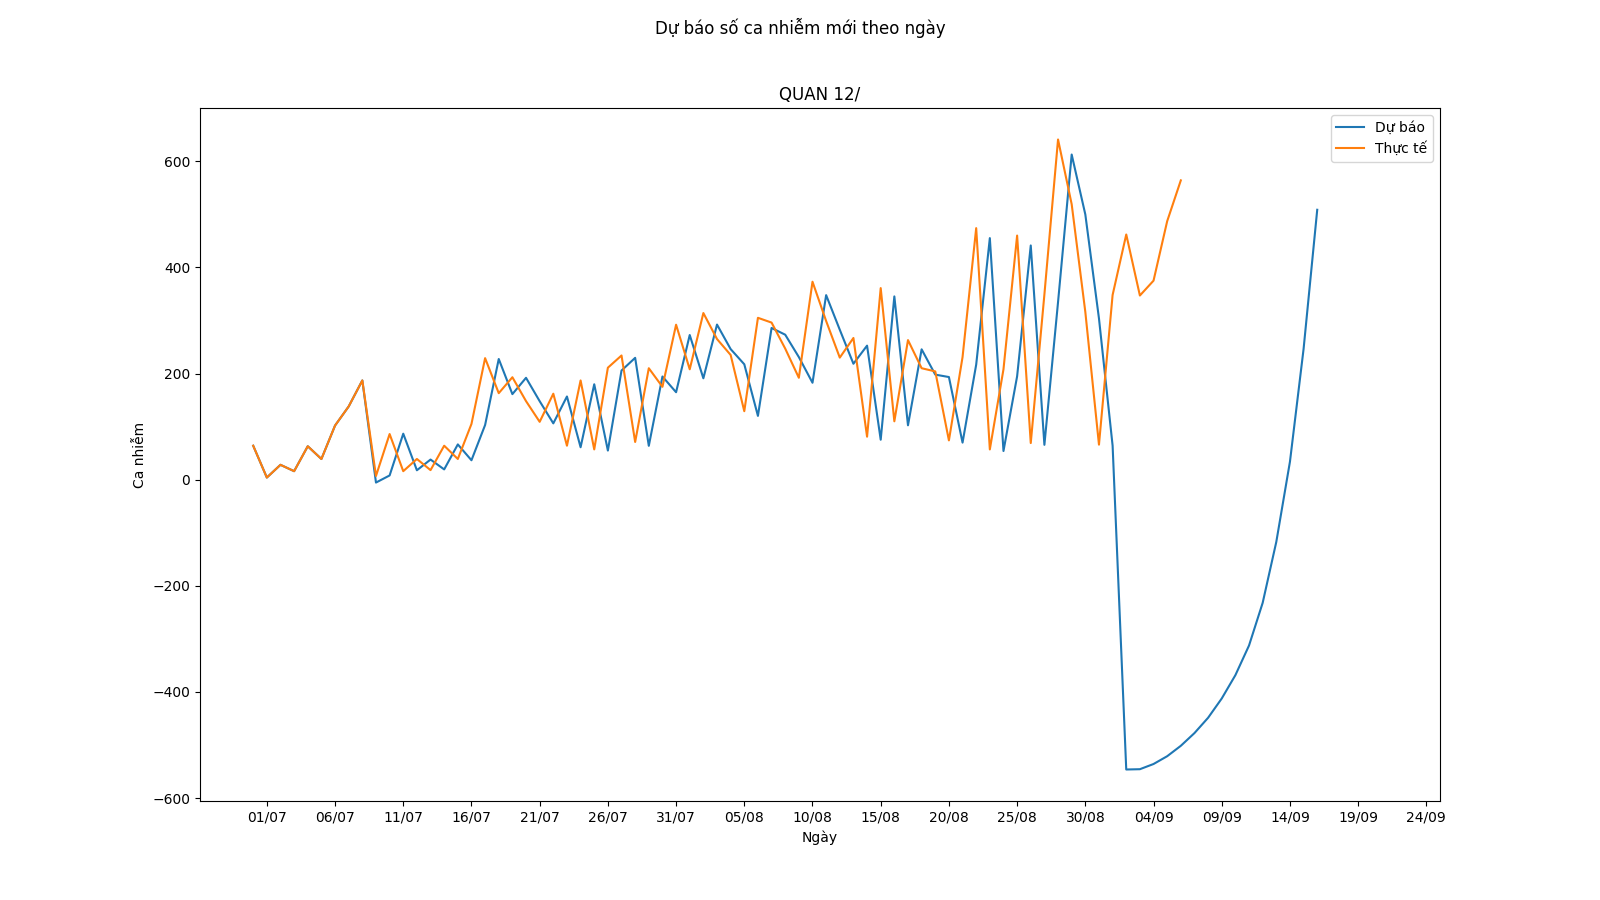 Dự báo số ca nhiễm mới theo ngày
QUAN 12/
Dự báo
Thực tế
600
400
200
0
−200
−400
−600
Ca nhiễm
01/07 06/07 11/07 16/07 21/07 26/07 31/07 05/08 10/08 15/08 20/08 25/08 30/08 04/09 09/09 14/09 19/09 24/09
Ngày